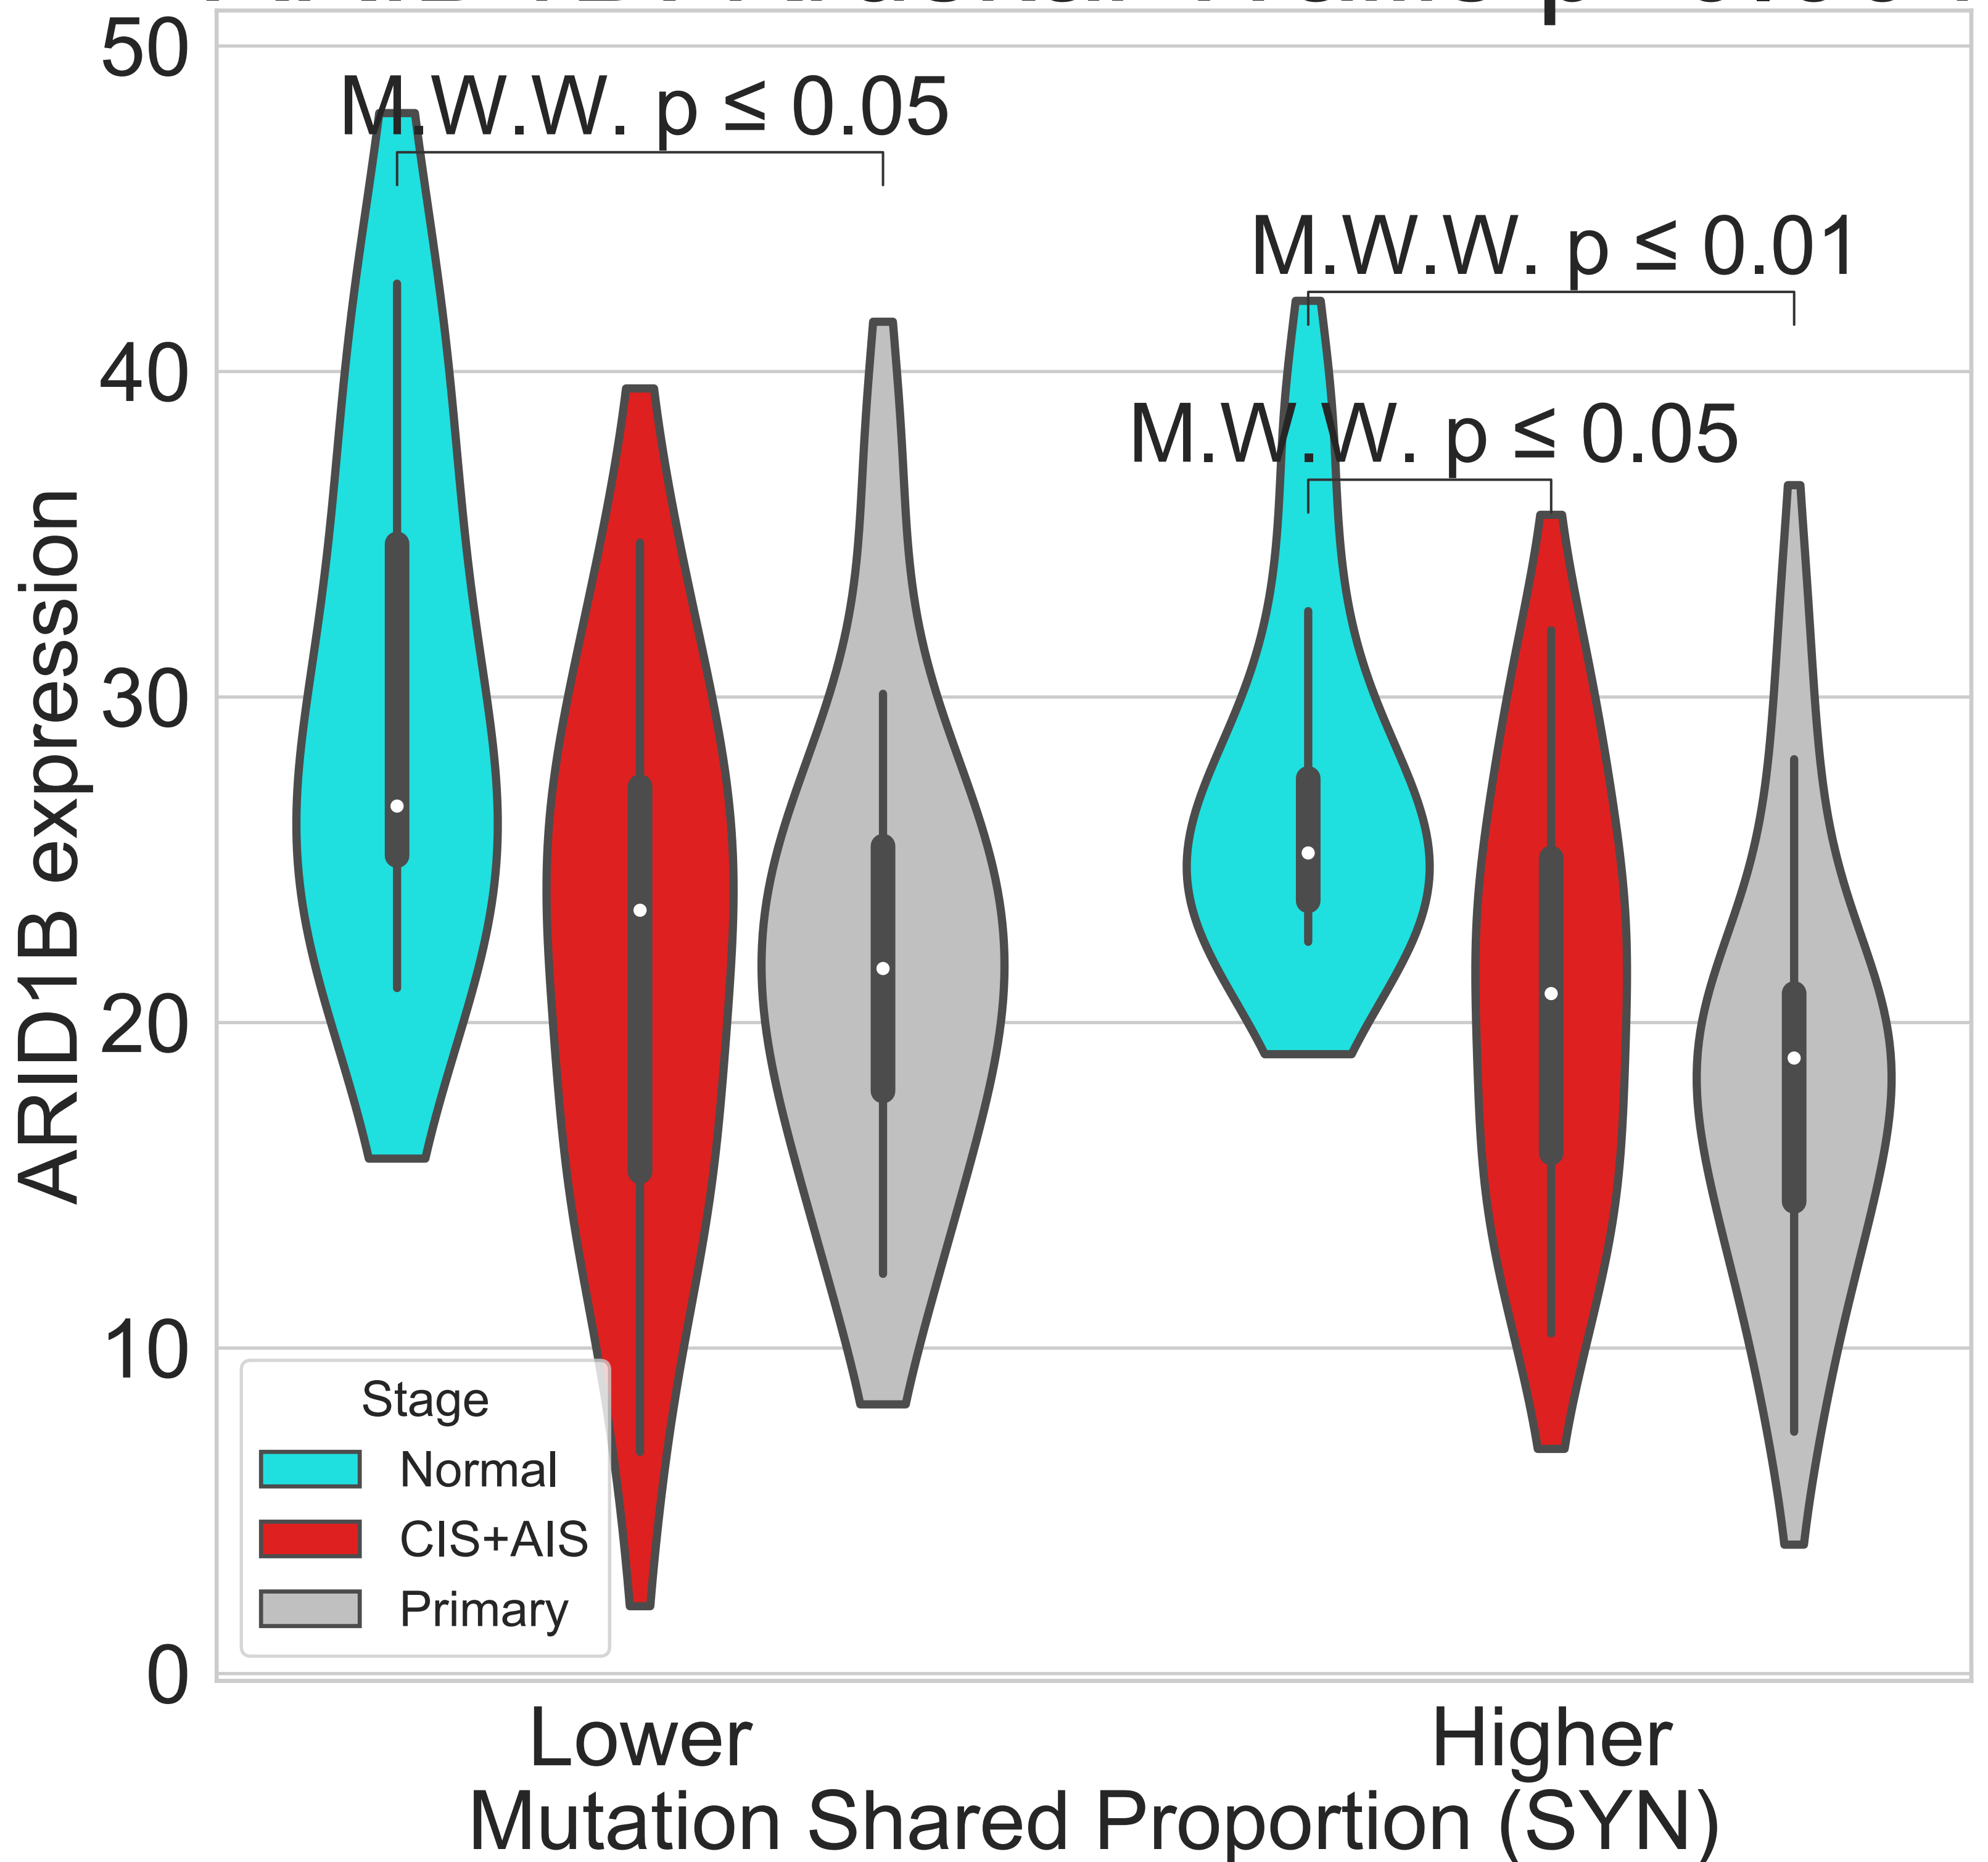 50
M.W.W. p ≤ 0.05
M.W.W. p ≤ 0.01
40
M.W.W. p ≤ 0.05
30
20
10
0
ARID1B expression
Stage
Normal
CIS+AIS
Primary
Lower
Higher
Mutation Shared Proportion (SYN)